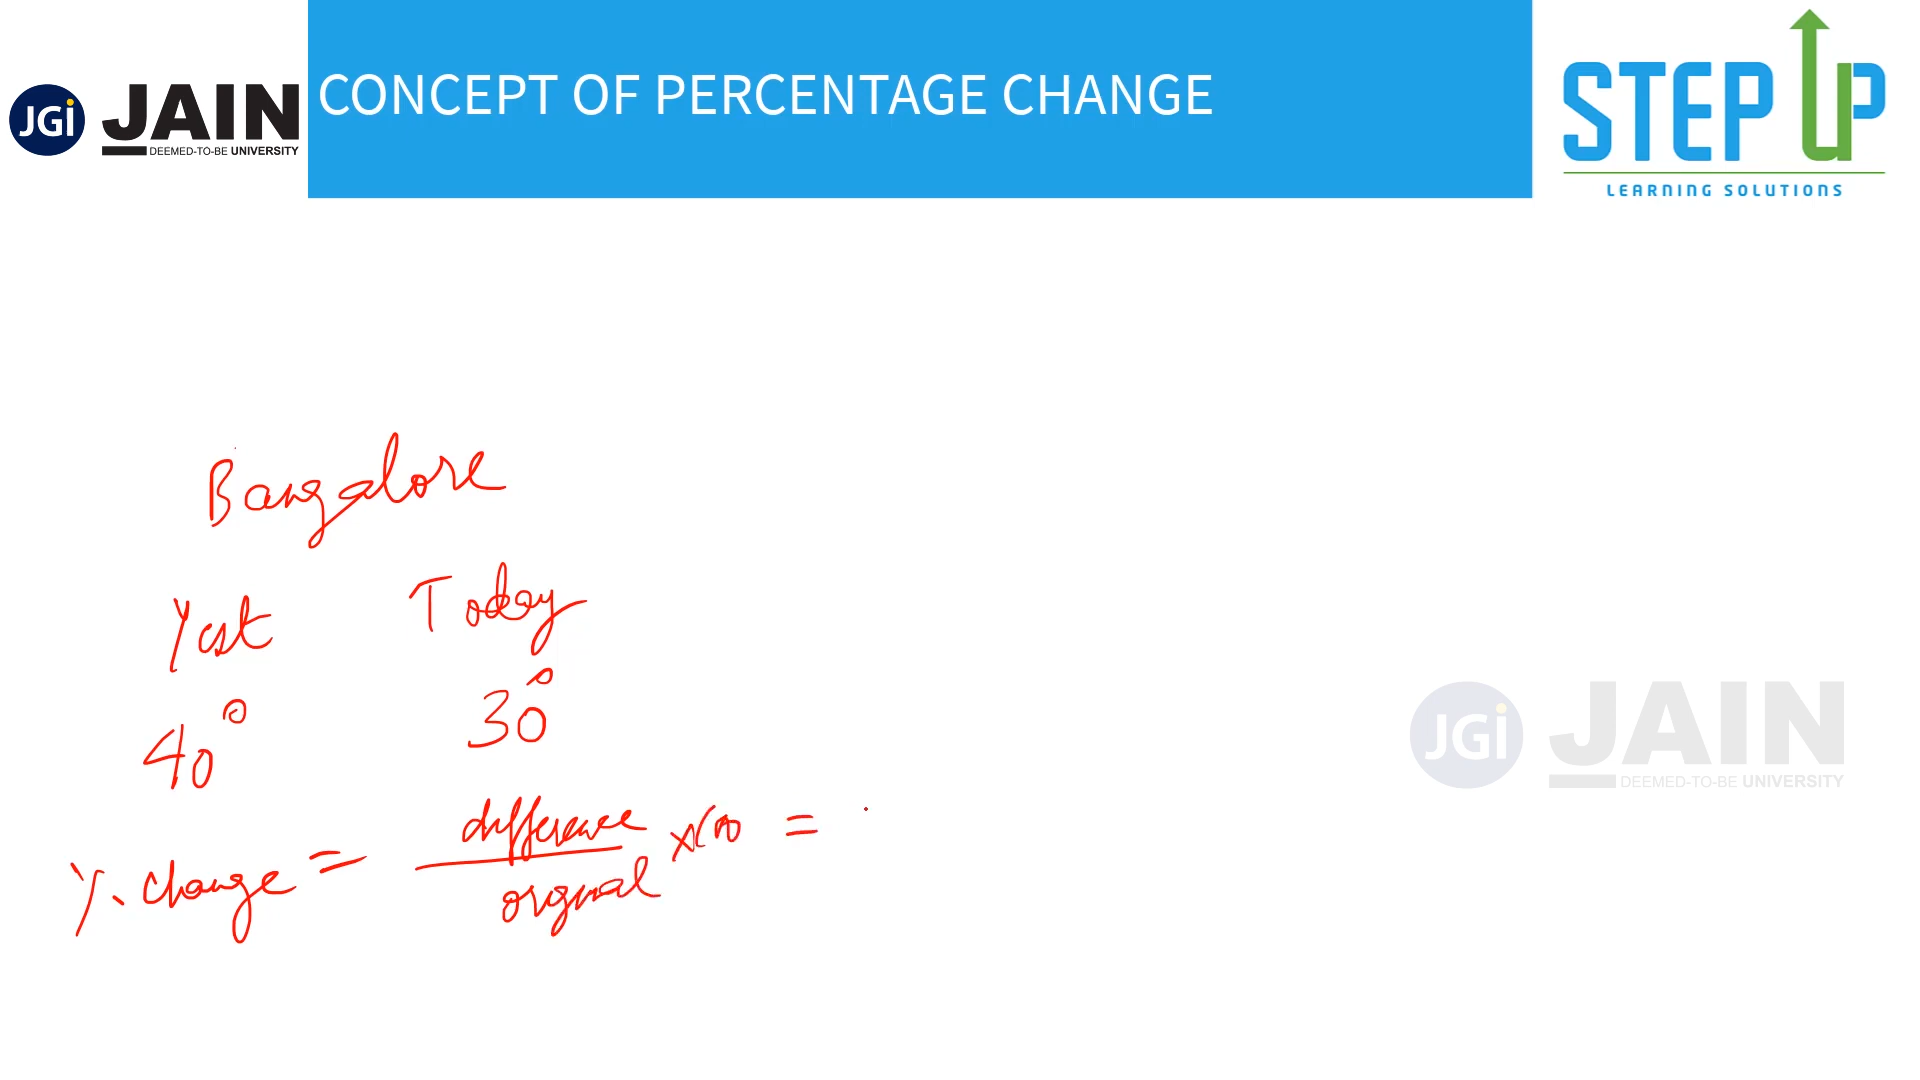 CONCEPT OF PERCENTAGE CHANGE
JGi JAIN
DEEMED-TO-BE UNIVERSITY
STEP UP
LEARNING SOLUTIONS
Bangalore
Yest Today
40° 30°
% change = difference / original × 100 =
JGi JAIN
DEEMED-TO-BE UNIVERSITY